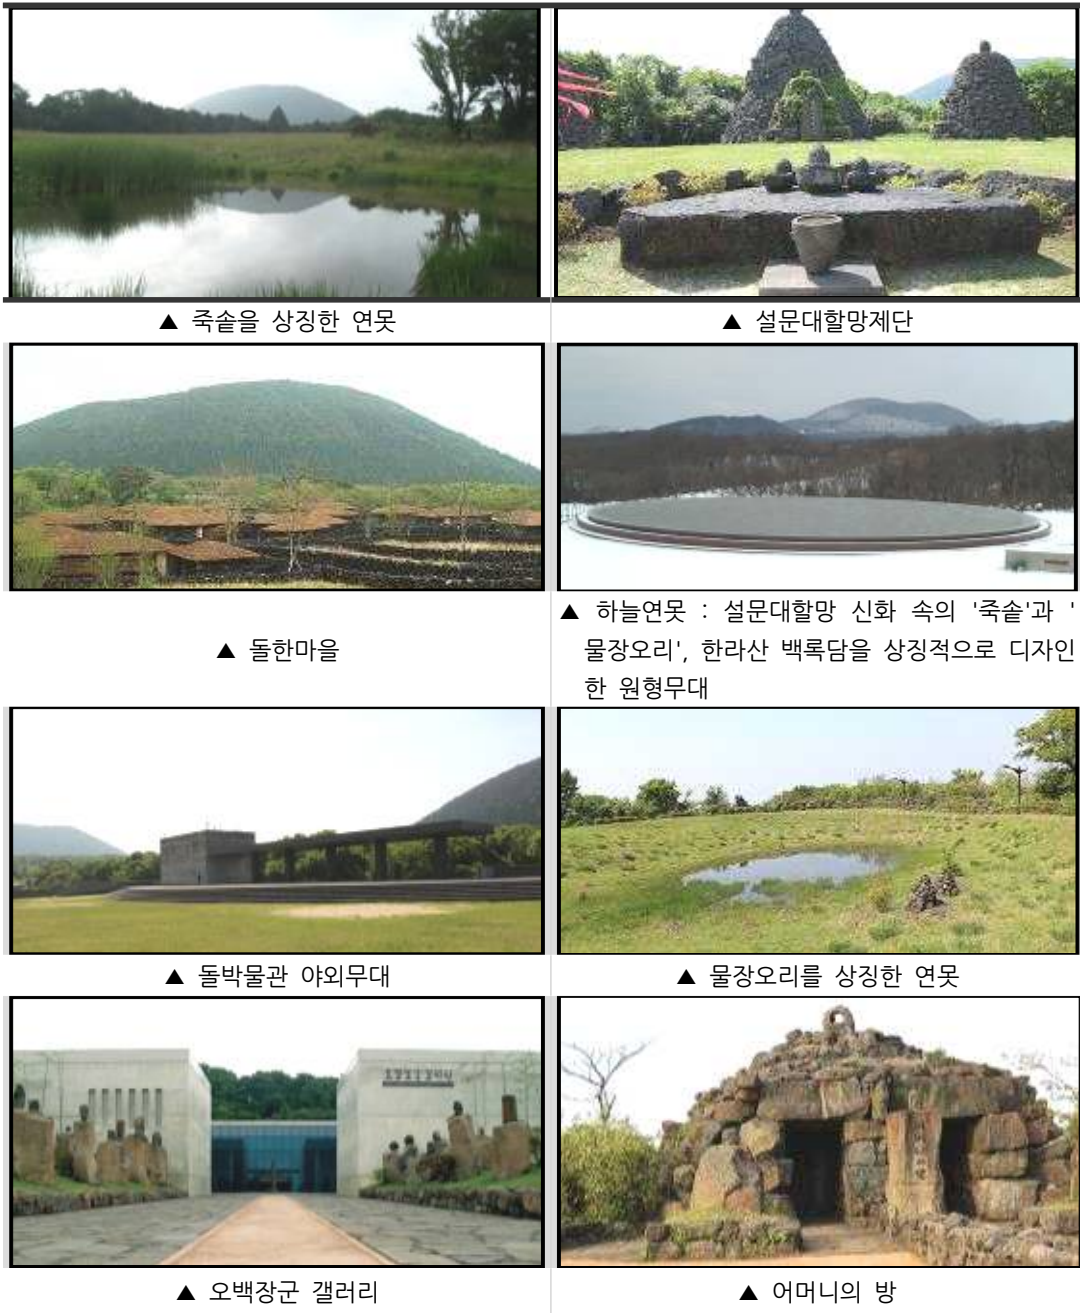 ▲ 죽솥을 상징한 연못
▲ 설문대할망제단
▲ 돌한마을
▲ 하늘연못 : 설문대할망 신화 속의 '죽솥'과 '
물장오리', 한라산 백록담을 상징적으로 디자인
한 원형무대
▲ 돌박물관 야외무대
▲ 물장오리를 상징한 연못
▲ 오백장군 갤러리
▲ 어머니의 방